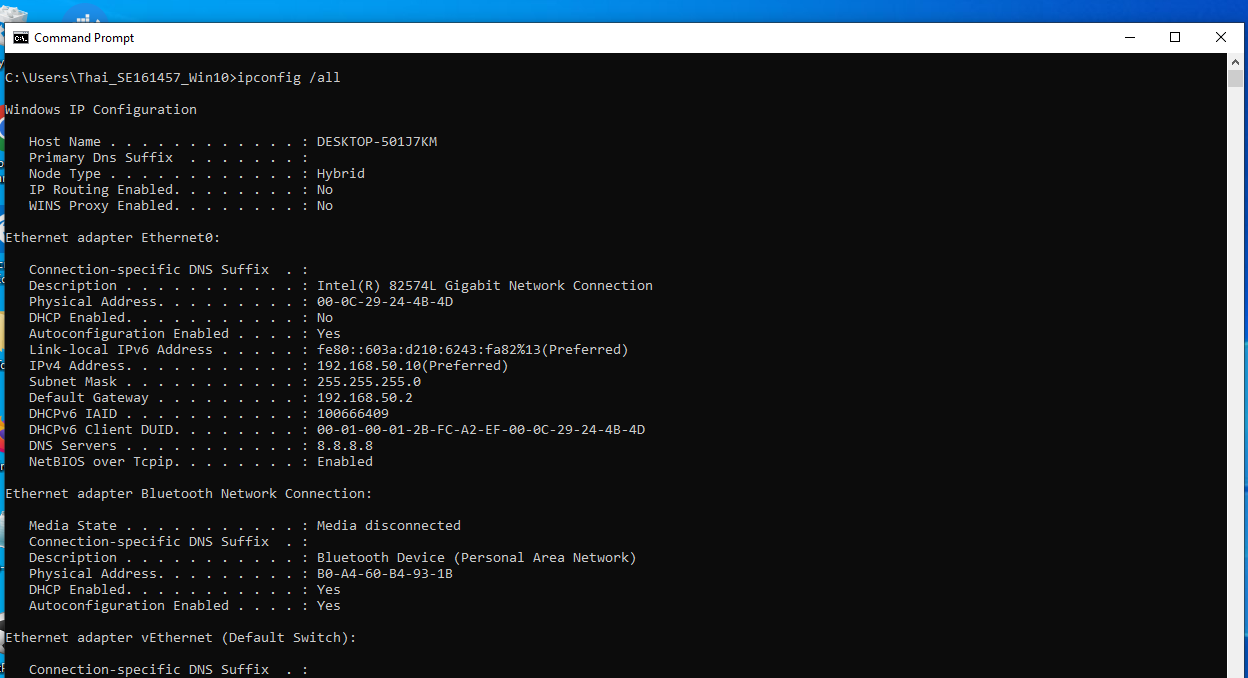 Command Prompt
C:\Users\Thai_SE161457_Win10>ipconfig /all
Windows IP Configuration
Host Name . . . . . . . . . . . . : DESKTOP-501J7KM
Primary Dns Suffix  . . . . . . . :
Node Type . . . . . . . . . . . . : Hybrid
IP Routing Enabled. . . . . . . . : No
WINS Proxy Enabled. . . . . . . . : No
Ethernet adapter Ethernet0:
Connection-specific DNS Suffix  . :
Description . . . . . . . . . . . : Intel(R) 82574L Gigabit Network Connection
Physical Address. . . . . . . . . : 00-0C-29-24-4B-4D
DHCP Enabled. . . . . . . . . . . : No
Autoconfiguration Enabled . . . . : Yes
Link-local IPv6 Address . . . . . : fe80::603a:d210:6243:fa82%13(Preferred)
IPv4 Address. . . . . . . . . . . : 192.168.50.10(Preferred)
Subnet Mask . . . . . . . . . . . : 255.255.255.0
Default Gateway . . . . . . . . . : 192.168.50.2
DHCPv6 IAID . . . . . . . . . . . : 100666409
DHCPv6 Client DUID. . . . . . . . : 00-01-00-01-2B-FC-A2-EF-00-0C-29-24-4B-4D
DNS Servers . . . . . . . . . . . : 8.8.8.8
NetBIOS over Tcpip. . . . . . . . : Enabled
Ethernet adapter Bluetooth Network Connection:
Media State . . . . . . . . . . . : Media disconnected
Connection-specific DNS Suffix  . :
Description . . . . . . . . . . . : Bluetooth Device (Personal Area Network)
Physical Address. . . . . . . . . : B0-A4-60-B4-93-1B
DHCP Enabled. . . . . . . . . . . : Yes
Autoconfiguration Enabled . . . . : Yes
Ethernet adapter vEthernet (Default Switch):
Connection-specific DNS Suffix  . :